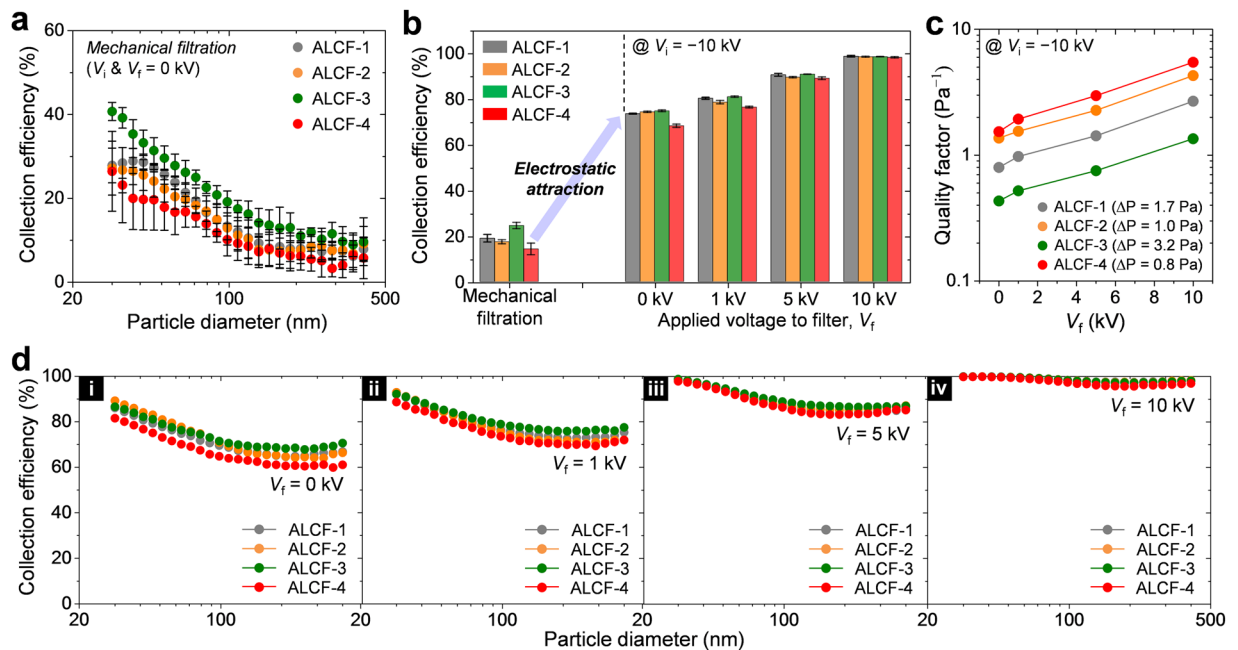 a
60
40
20
0
20
100
500
Collection efficiency (%)
Particle diameter (nm)
Mechanical filtration
(Vi & Vf = 0 kV)
ALCF-1
ALCF-2
ALCF-3
ALCF-4
b
100
80
60
40
20
0
Collection efficiency (%)
ALCF-1
ALCF-2
ALCF-3
ALCF-4
@ Vi = −10 kV
Electrostatic
attraction
Mechanical
filtration
0 kV
1 kV
5 kV
10 kV
Applied voltage to filter, Vf
c
@ Vi = −10 kV
10
1
0.1
Quality factor (Pa⁻¹)
ALCF-1 (ΔP = 1.7 Pa)
ALCF-2 (ΔP = 1.0 Pa)
ALCF-3 (ΔP = 3.2 Pa)
ALCF-4 (ΔP = 0.8 Pa)
0
2
4
6
8
10
Vf (kV)
d
100
80
60
40
20
0
Collection efficiency (%)
i
Vf = 0 kV
ALCF-1
ALCF-2
ALCF-3
ALCF-4
ii
Vf = 1 kV
ALCF-1
ALCF-2
ALCF-3
ALCF-4
iii
Vf = 5 kV
ALCF-1
ALCF-2
ALCF-3
ALCF-4
iv
Vf = 10 kV
ALCF-1
ALCF-2
ALCF-3
ALCF-4
20
100
20
100
20
100
20
100
500
Particle diameter (nm)
Particle diameter (nm)